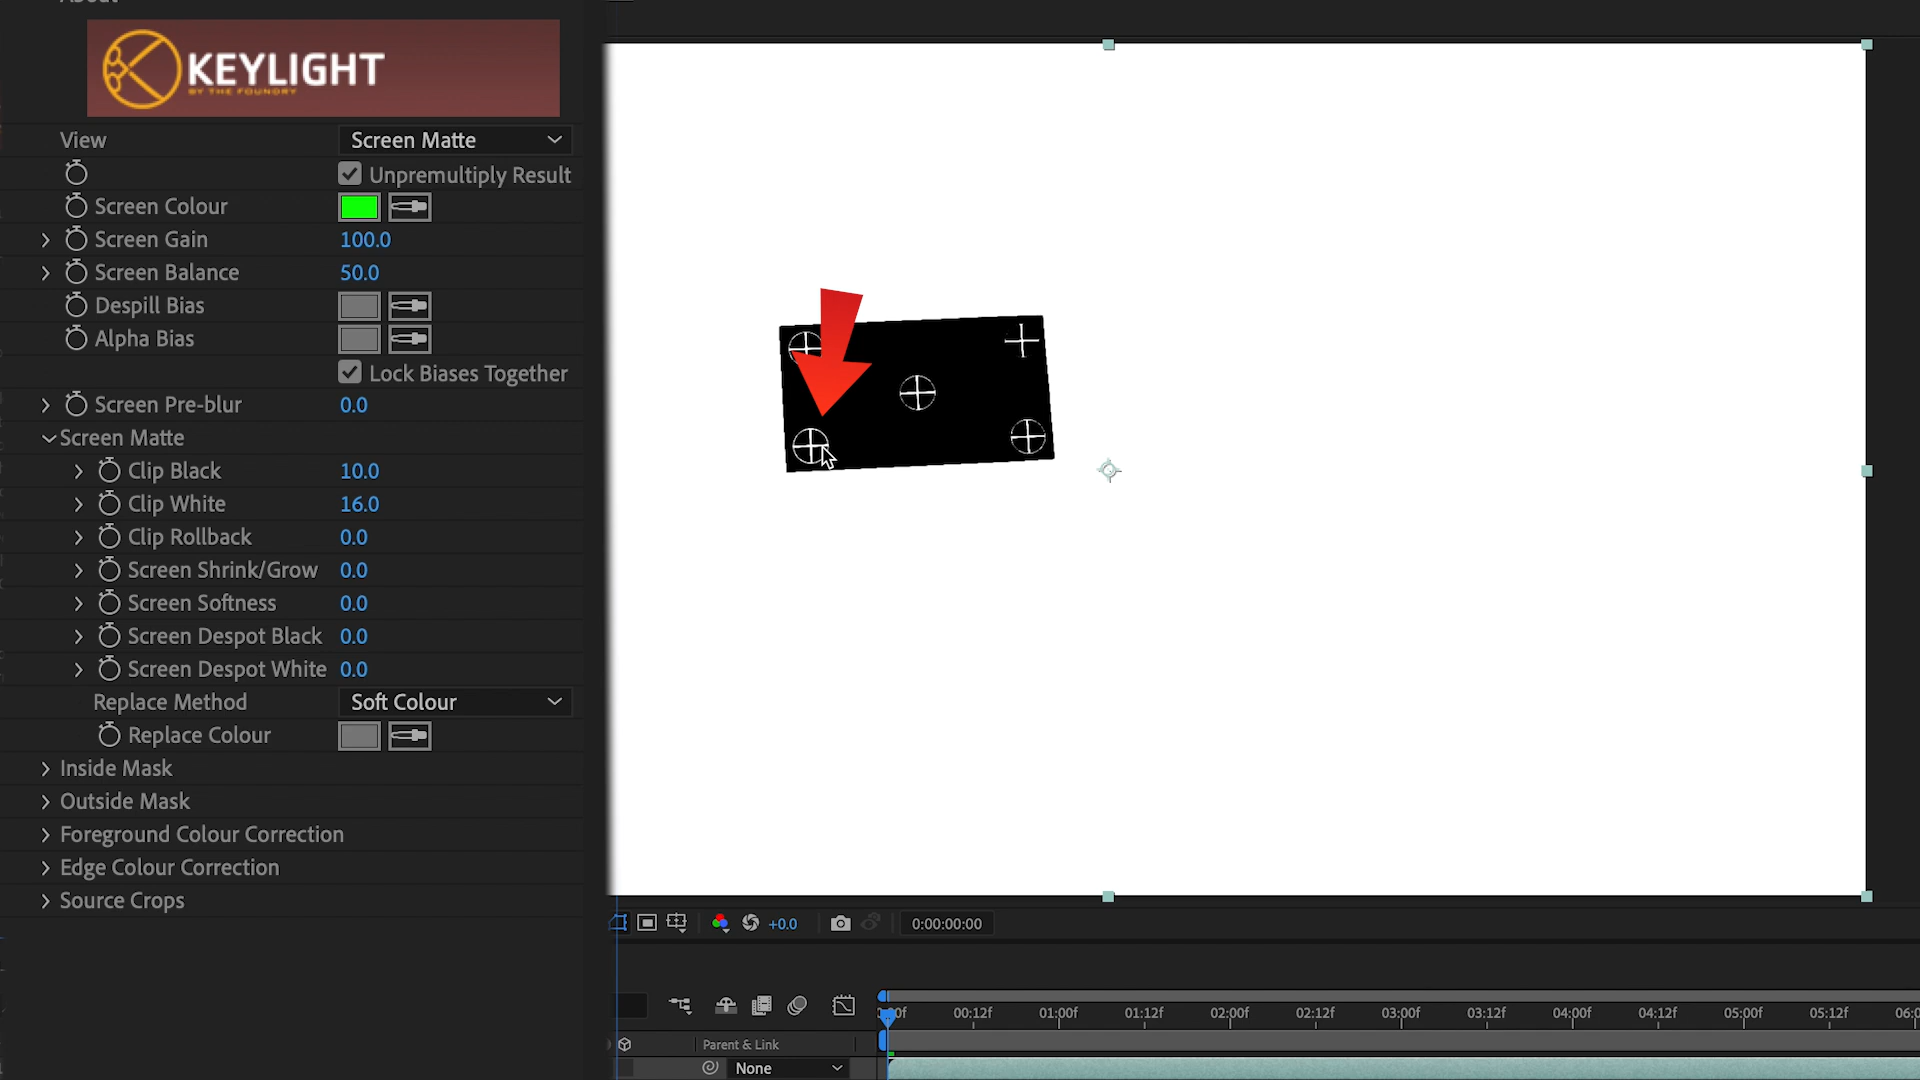 About
KEYLIGHT
BY THE FOUNDRY
View Screen Matte
Unpremultiply Result
Screen Colour
Screen Gain 100.0
Screen Balance 50.0
Despill Bias
Alpha Bias
Lock Biases Together
Screen Pre-blur 0.0
Screen Matte
Clip Black 10.0
Clip White 16.0
Clip Rollback 0.0
Screen Shrink/Grow 0.0
Screen Softness 0.0
Screen Despot Black 0.0
Screen Despot White 0.0
Replace Method Soft Colour
Replace Colour
Inside Mask
Outside Mask
Foreground Colour Correction
Edge Colour Correction
Source Crops
+0.0 0:00:00:00
00:12f 01:00f 01:12f 02:00f 02:12f 03:00f 03:12f 04:00f 04:12f 05:00f 05:12f
Parent & Link
None